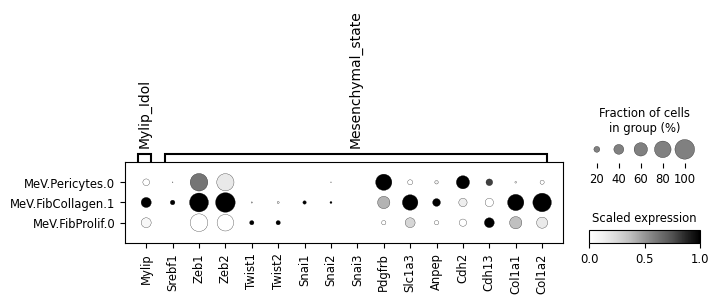 Mylip_Idol
Mesenchymal_state
MeV.Pericytes.0
MeV.FibCollagen.1
MeV.FibProlif.0
Mylip
Srebf1
Zeb1
Zeb2
Twist1
Twist2
Snai1
Snai2
Snai3
Pdgfrb
Slc1a3
Anpep
Cdh2
Cdh13
Col1a1
Col1a2
Fraction of cells
in group (%)
20 40 60 80 100
Scaled expression
0.0 0.5 1.0